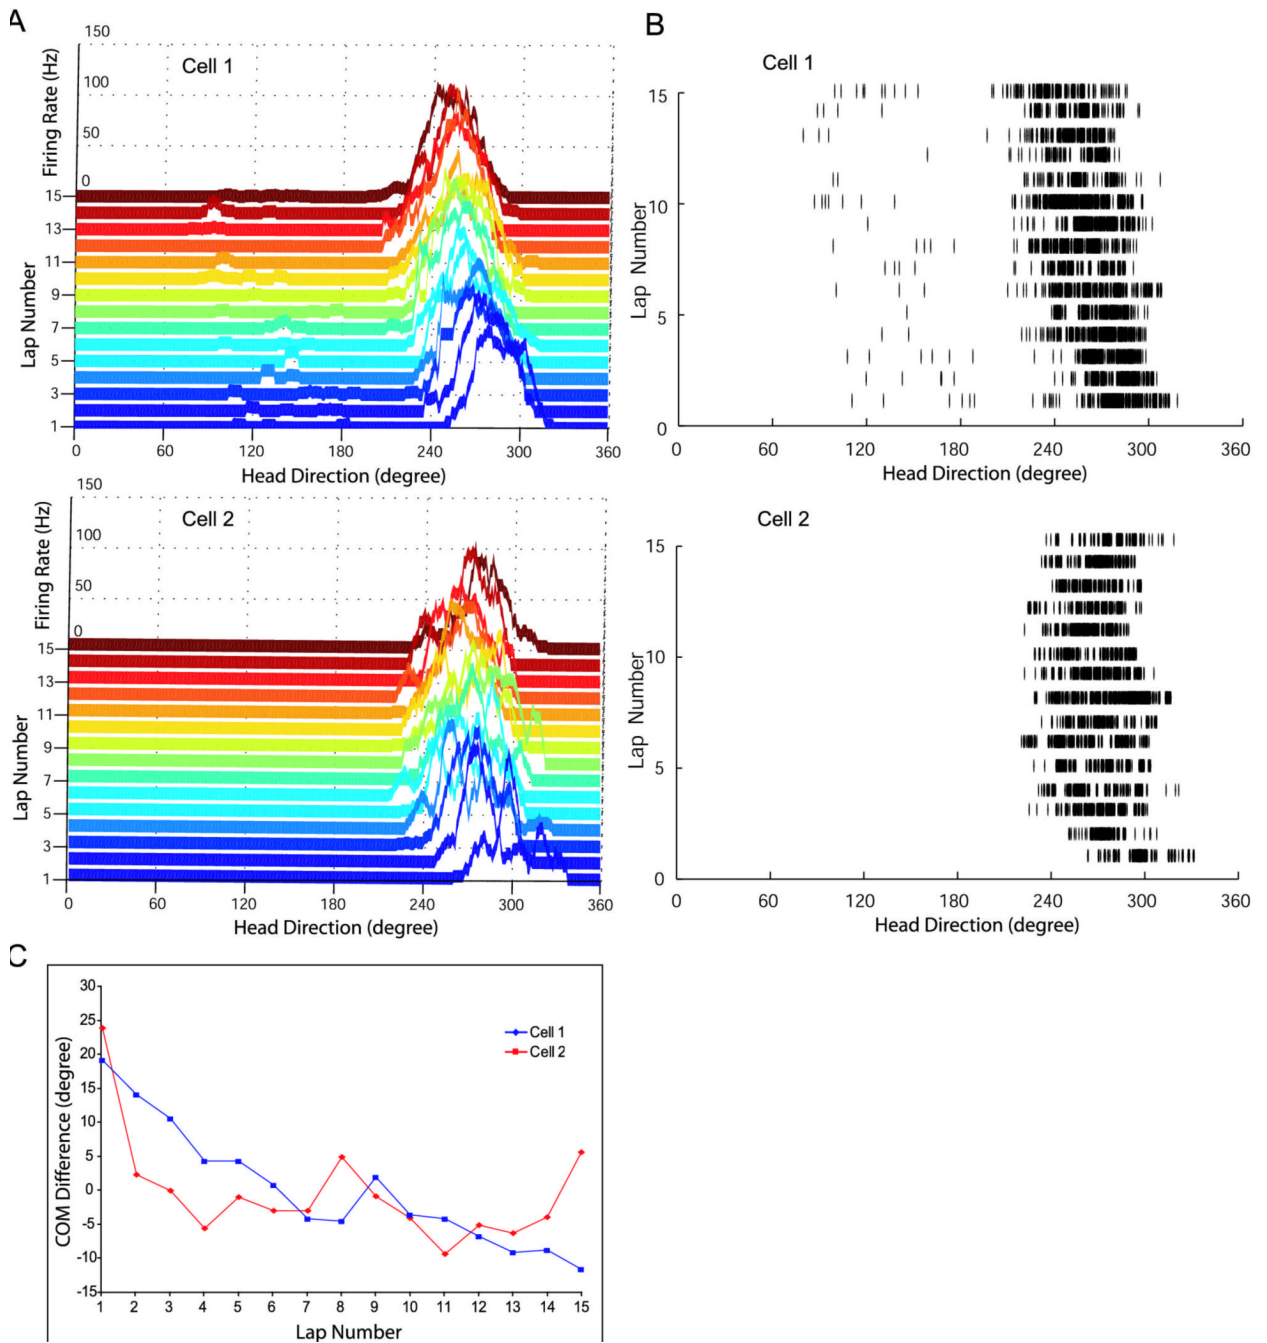 A
150
100
50
0
Firing Rate (Hz)
Cell 1
15
13
11
9
7
5
3
1
Lap Number
0 60 120 180 240 300 360
Head Direction (degree)
B
Cell 1
15
10
5
0
Lap Number
0 60 120 180 240 300 360
Head Direction (degree)
150
100
50
0
Firing Rate (Hz)
Cell 2
15
13
11
9
7
5
3
1
Lap Number
0 60 120 180 240 300 360
Head Direction (degree)
Cell 2
15
10
5
0
Lap Number
0 60 120 180 240 300 360
Head Direction (degree)
C
30
25
20
15
10
5
0
-5
-10
-15
COM Difference (degree)
Cell 1
Cell 2
1 2 3 4 5 6 7 8 9 10 11 12 13 14 15
Lap Number